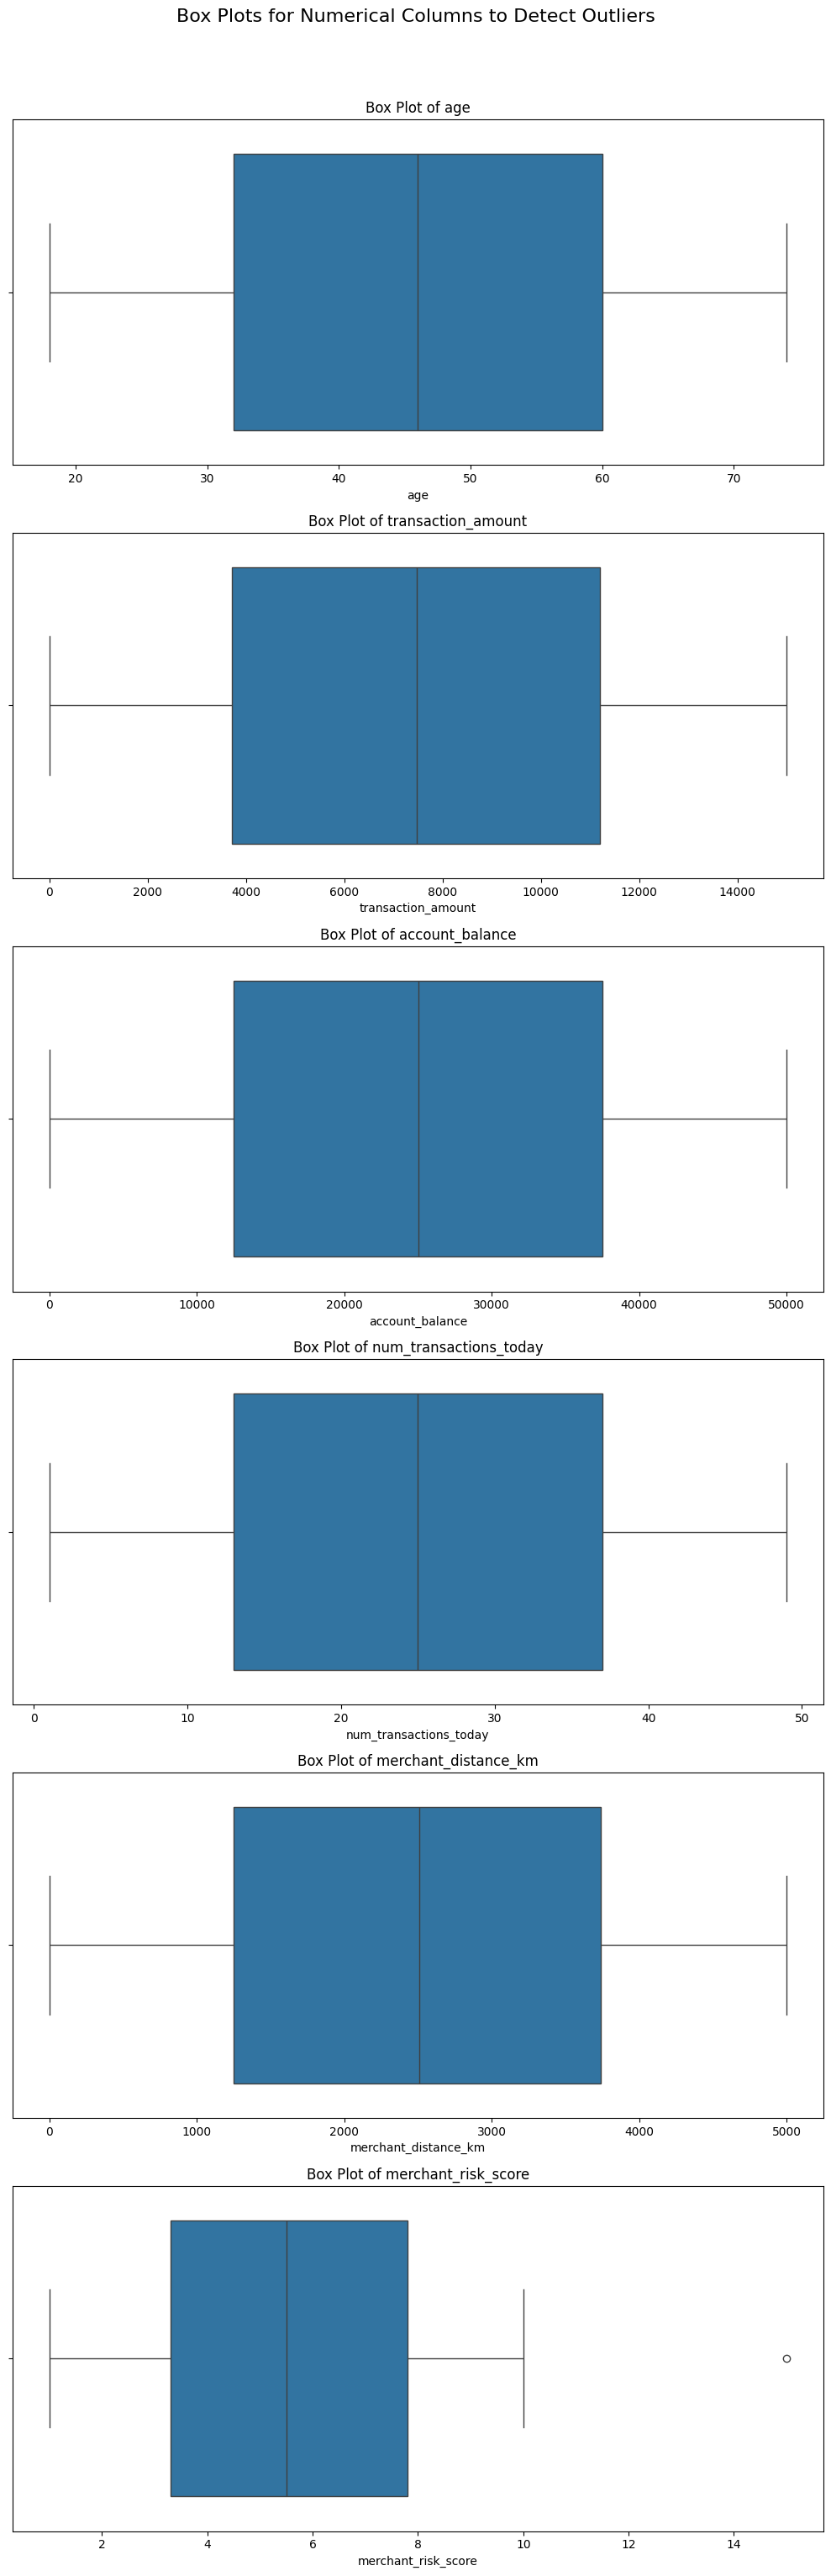 Box Plots for Numerical Columns to Detect Outliers
Box Plot of age
20 30 40 50 60 70
age
Box Plot of transaction_amount
0 2000 4000 6000 8000 10000 12000 14000
transaction_amount
Box Plot of account_balance
0 10000 20000 30000 40000 50000
account_balance
Box Plot of num_transactions_today
0 10 20 30 40 50
num_transactions_today
Box Plot of merchant_distance_km
0 1000 2000 3000 4000 5000
merchant_distance_km
Box Plot of merchant_risk_score
2 4 6 8 10 12 14
merchant_risk_score